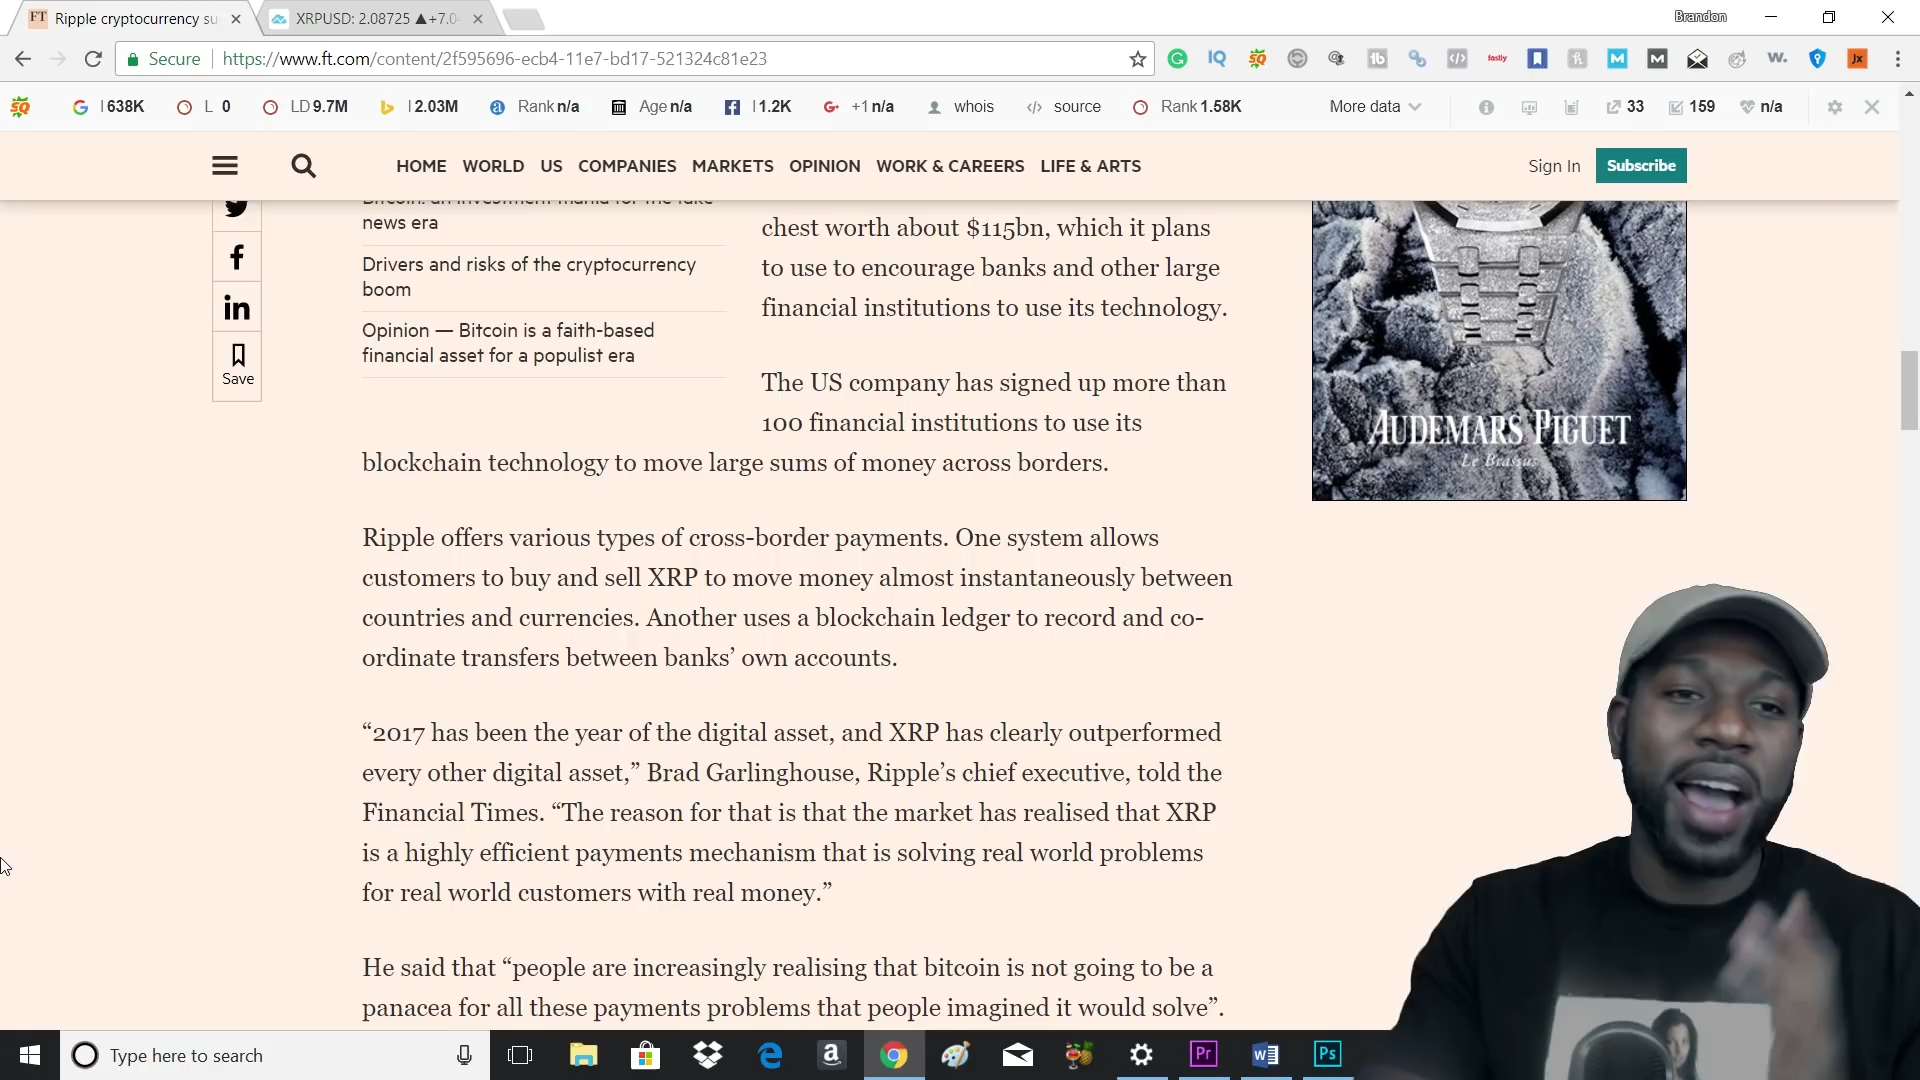 Ripple cryptocurrency su
XRPUSD: 2.08725 ▲+7.0
Brandon
Secure
https://www.ft.com/content/2f595696-ecb4-11e7-bd17-521324c81e23
I 638K
L 0
LD 9.7M
I 2.03M
Rank n/a
Age n/a
I 1.2K
+1 n/a
whois
source
Rank 1.58K
More data
33
159
n/a
HOME WORLD US COMPANIES MARKETS OPINION WORK & CAREERS LIFE & ARTS
Sign In
Subscribe
Save
Bitcoin: an investment mania for the fake
news era
Drivers and risks of the cryptocurrency
boom
Opinion — Bitcoin is a faith-based
financial asset for a populist era
chest worth about $115bn, which it plans
to use to encourage banks and other large
financial institutions to use its technology.
The US company has signed up more than
100 financial institutions to use its
blockchain technology to move large sums of money across borders.
Ripple offers various types of cross-border payments. One system allows
customers to buy and sell XRP to move money almost instantaneously between
countries and currencies. Another uses a blockchain ledger to record and co-
ordinate transfers between banks’ own accounts.
“2017 has been the year of the digital asset, and XRP has clearly outperformed
every other digital asset,” Brad Garlinghouse, Ripple’s chief executive, told the
Financial Times. “The reason for that is that the market has realised that XRP
is a highly efficient payments mechanism that is solving real world problems
for real world customers with real money.”
He said that “people are increasingly realising that bitcoin is not going to be a
panacea for all these payments problems that people imagined it would solve”.
AUDEMARS PIGUET
Le Brassus
Type here to search